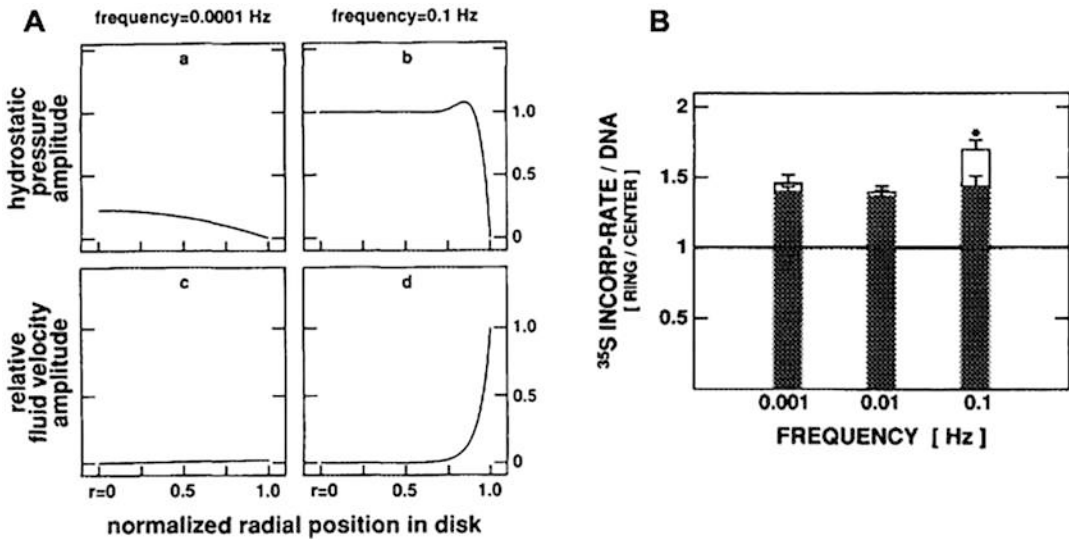 A
frequency=0.0001 Hz
frequency=0.1 Hz
B
a
b
hydrostatic
pressure
amplitude
1.0
0.5
0
c
d
relative
fluid velocity
amplitude
1.0
0.5
0
r=0
0.5
1.0
r=0
0.5
1.0
normalized radial position in disk
35S INCORP-RATE / DNA
[ RING / CENTER ]
2
1.5
1
0.5
*
0.001
0.01
0.1
FREQUENCY [ Hz ]